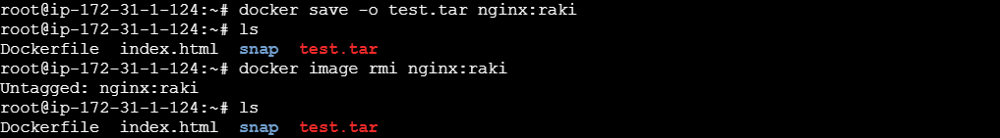 root@ip-172-31-1-124:~# docker save -o test.tar nginx:raki
root@ip-172-31-1-124:~# ls
Dockerfile  index.html  snap  test.tar
root@ip-172-31-1-124:~# docker image rmi nginx:raki
Untagged: nginx:raki
root@ip-172-31-1-124:~# ls
Dockerfile  index.html  snap  test.tar